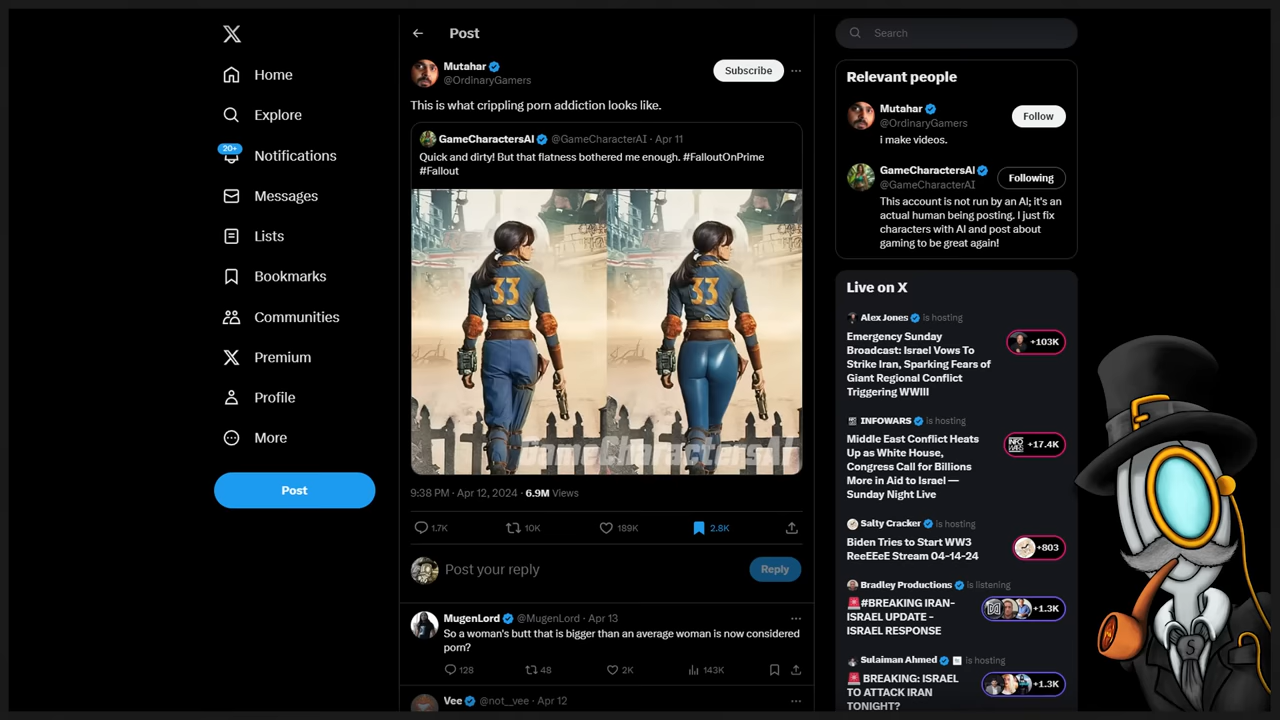 Home
Explore
20+
Notifications
Messages
Lists
Bookmarks
Communities
Premium
Profile
More
Post
Post
Mutahar
@OrdinaryGamers
Subscribe
This is what crippling porn addiction looks like.
GameCharactersAI @GameCharacterAI · Apr 11
Quick and dirty! But that flatness bothered me enough. #FalloutOnPrime
#Fallout
33
33
GameCharactersAI
9:38 PM · Apr 12, 2024 · 6.9M Views
1.7K 10K 189K 2.8K
Post your reply
Reply
MugenLord @MugenLord · Apr 13
So a woman's butt that is bigger than an average woman is now considered
porn?
128 48 2K 143K
Vee @not__vee · Apr 12
Search
Relevant people
Mutahar
@OrdinaryGamers
Follow
i make videos.
GameCharactersAI
@GameCharacterAI
Following
This account is not run by an AI; it's an
actual human being posting. I just fix
characters with AI and post about
gaming to be great again!
Live on X
Alex Jones is hosting
Emergency Sunday
Broadcast: Israel Vows To
Strike Iran, Sparking Fears of
Giant Regional Conflict
Triggering WWIII
+103K
INFOWARS is hosting
Middle East Conflict Heats
Up as White House,
Congress Call for Billions
More in Aid to Israel —
Sunday Night Live
+17.4K
Salty Cracker is hosting
Biden Tries to Start WW3
ReeEEeE Stream 04-14-24
+803
Bradley Productions is listening
🚨#BREAKING IRAN-
ISRAEL UPDATE -
ISRAEL RESPONSE
+1.3K
Sulaiman Ahmed is hosting
🚨 BREAKING: ISRAEL
TO ATTACK IRAN
TONIGHT?
+1.3K
S